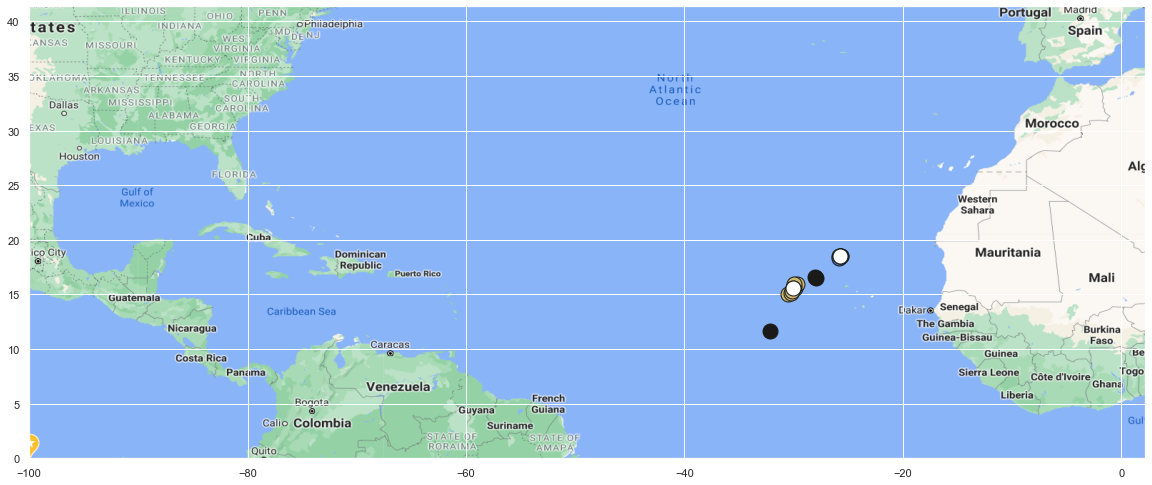 ILLINOIS
OHIO
PENN
Philadelphia
MD
DE
NJ
INDIANA
tates
KANSAS
MISSOURI
WEST
VIRGINIA
KENTUCKY
VIRGINIA
OKLAHOMA
TENNESSEE
NORTH
CAROLINA
ARKANSAS
MISSISSIPPI
SOUTH
CAROLINA
Dallas
ALABAMA
GEORGIA
EXAS
LOUISIANA
Houston
FLORIDA
Gulf of
Mexico
Cuba
ico City
Dominican
Republic
Puerto Rico
Guatemala
Caribbean Sea
Nicaragua
Costa Rica
Panama
Caracas
Venezuela
Bogota
Cali
Colombia
Guyana
French
Guiana
Suriname
STATE OF
RORAIMA
STATE OF
AMAPA
Quito
North
Atlantic
Ocean
Portugal
Madrid
Spain
Morocco
Alg
Western
Sahara
Mauritania
Mali
Dakar
Senegal
The Gambia
Guinea-Bissau
Burkina
Faso
Guinea
Be
Sierra Leone
Côte d'Ivoire
Togo
Ghana
Liberia
Gulf
40
35
30
25
20
15
10
5
0
−100
−80
−60
−40
−20
0